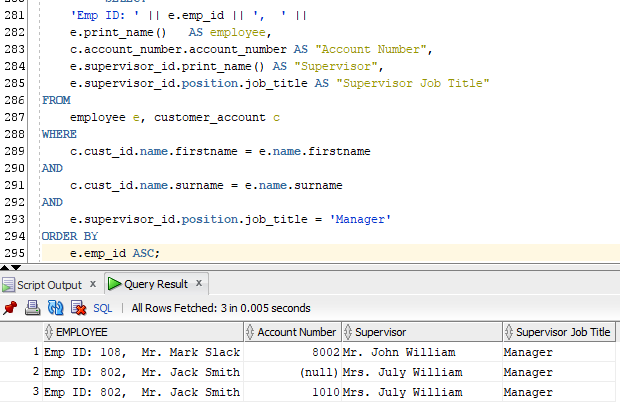 280 SELECT
281 'Emp ID: ' || e.emp_id || ',  ' ||
282 e.print_name()   AS employee,
283 c.account_number.account_number AS "Account Number",
284 e.supervisor_id.print_name() AS "Supervisor",
285 e.supervisor_id.position.job_title AS "Supervisor Job Title"
286 FROM
287 employee e, customer_account c
288 WHERE
289 c.cust_id.name.firstname = e.name.firstname
290 AND
291 c.cust_id.name.surname = e.name.surname
292 AND
293 e.supervisor_id.position.job_title = 'Manager'
294 ORDER BY
295 e.emp_id ASC;
Script Output x Query Result x
SQL | All Rows Fetched: 3 in 0.005 seconds
EMPLOYEE Account Number Supervisor Supervisor Job Title
1 Emp ID: 108,  Mr. Mark Slack 8002 Mr. John William Manager
2 Emp ID: 802,  Mr. Jack Smith (null) Mrs. July William Manager
3 Emp ID: 802,  Mr. Jack Smith 1010 Mrs. July William Manager